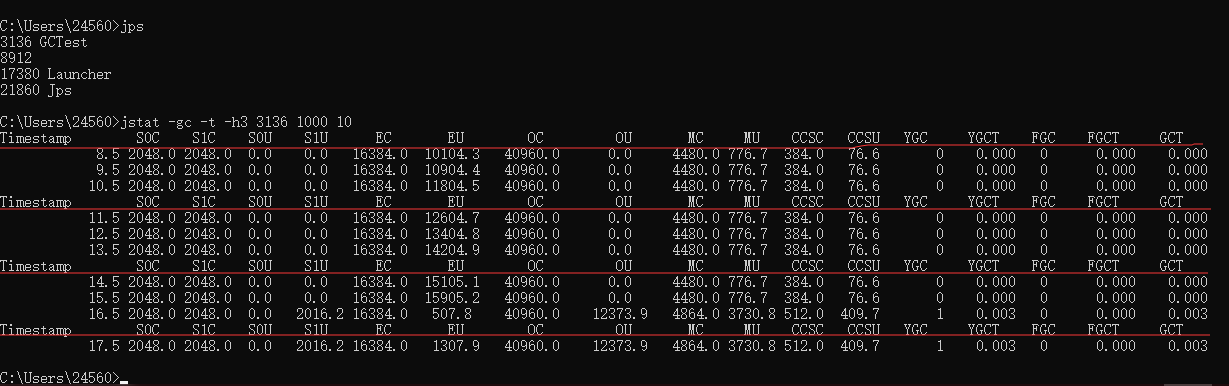 C:\Users\24560>jps
3136 GCTest
8912
17380 Launcher
21860 Jps
C:\Users\24560>jstat -gc -t -h3 3136 1000 10
Timestamp S0C S1C S0U S1U EC EU OC OU MC MU CCSC CCSU YGC YGCT FGC FGCT GCT
8.5 2048.0 2048.0 0.0 0.0 16384.0 10104.3 40960.0 0.0 4480.0 776.7 384.0 76.6 0 0.000 0 0.000 0.000
9.5 2048.0 2048.0 0.0 0.0 16384.0 10904.4 40960.0 0.0 4480.0 776.7 384.0 76.6 0 0.000 0 0.000 0.000
10.5 2048.0 2048.0 0.0 0.0 16384.0 11804.5 40960.0 0.0 4480.0 776.7 384.0 76.6 0 0.000 0 0.000 0.000
Timestamp S0C S1C S0U S1U EC EU OC OU MC MU CCSC CCSU YGC YGCT FGC FGCT GCT
11.5 2048.0 2048.0 0.0 0.0 16384.0 12604.7 40960.0 0.0 4480.0 776.7 384.0 76.6 0 0.000 0 0.000 0.000
12.5 2048.0 2048.0 0.0 0.0 16384.0 13404.8 40960.0 0.0 4480.0 776.7 384.0 76.6 0 0.000 0 0.000 0.000
13.5 2048.0 2048.0 0.0 0.0 16384.0 14204.9 40960.0 0.0 4480.0 776.7 384.0 76.6 0 0.000 0 0.000 0.000
Timestamp S0C S1C S0U S1U EC EU OC OU MC MU CCSC CCSU YGC YGCT FGC FGCT GCT
14.5 2048.0 2048.0 0.0 0.0 16384.0 15105.1 40960.0 0.0 4480.0 776.7 384.0 76.6 0 0.000 0 0.000 0.000
15.5 2048.0 2048.0 0.0 0.0 16384.0 15905.2 40960.0 0.0 4480.0 776.7 384.0 76.6 0 0.000 0 0.000 0.000
16.5 2048.0 2048.0 0.0 2016.2 16384.0 507.8 40960.0 12373.9 4864.0 3730.8 512.0 409.7 1 0.003 0 0.000 0.003
Timestamp S0C S1C S0U S1U EC EU OC OU MC MU CCSC CCSU YGC YGCT FGC FGCT GCT
17.5 2048.0 2048.0 0.0 2016.2 16384.0 1307.9 40960.0 12373.9 4864.0 3730.8 512.0 409.7 1 0.003 0 0.000 0.003
C:\Users\24560>